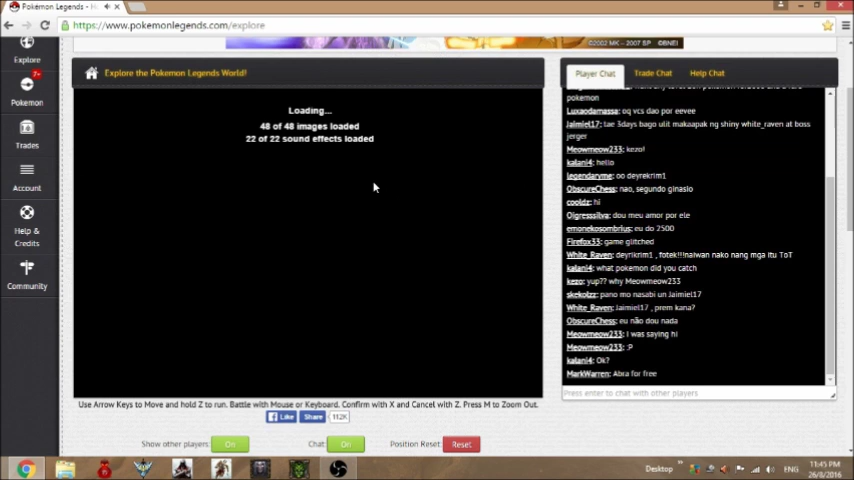 Pokémon Legends - H
https://www.pokemonlegends.com/explore
©2002 MK – 2007 SP ©BNEI
Explore
7+
Pokemon
Trades
Account
Help &
Credits
Community
Explore the Pokemon Legends World!
Loading...
48 of 48 images loaded
22 of 22 sound effects loaded
Use Arrow Keys to Move and hold Z to run. Battle with Mouse or Keyboard. Confirm with X and Cancel with Z. Press M to Zoom Out.
Like Share 112K
Show other players: On Chat: On Position Reset: Reset
Player Chat Trade Chat Help Chat
pokemon
Luxaodamassa: oq vcs dao por eevee
Jaimiel17: tae 3days bago ulit makaapak ng shiny white_raven at boss
jerger
Meowmeow233: kezo!
kalani4: hello
legendaryme: oo deyrekrim1
ObscureChess: nao, segundo ginasio
cooldz: hi
Oigresssilva: dou meu amor por ele
emonekosombrius: eu do 2500
Firefox33: game glitched
White_Raven: deyrikrim1 , fotek!!!naiwan nako nang mga itu ToT
kalani4: what pokemon did you catch
kezo: yup?? why Meowmeow233
skekolzz: pano mo nasabi un Jaimiel17
White_Raven: Jaimiel17 , prem kana?
ObscureChess: eu não dou nada
Meowmeow233: I was saying hi
Meowmeow233: :P
kalani4: Ok?
MarkWarren: Abra for free
Press enter to chat with other players
Desktop
ENG
11:45 PM
26/8/2016